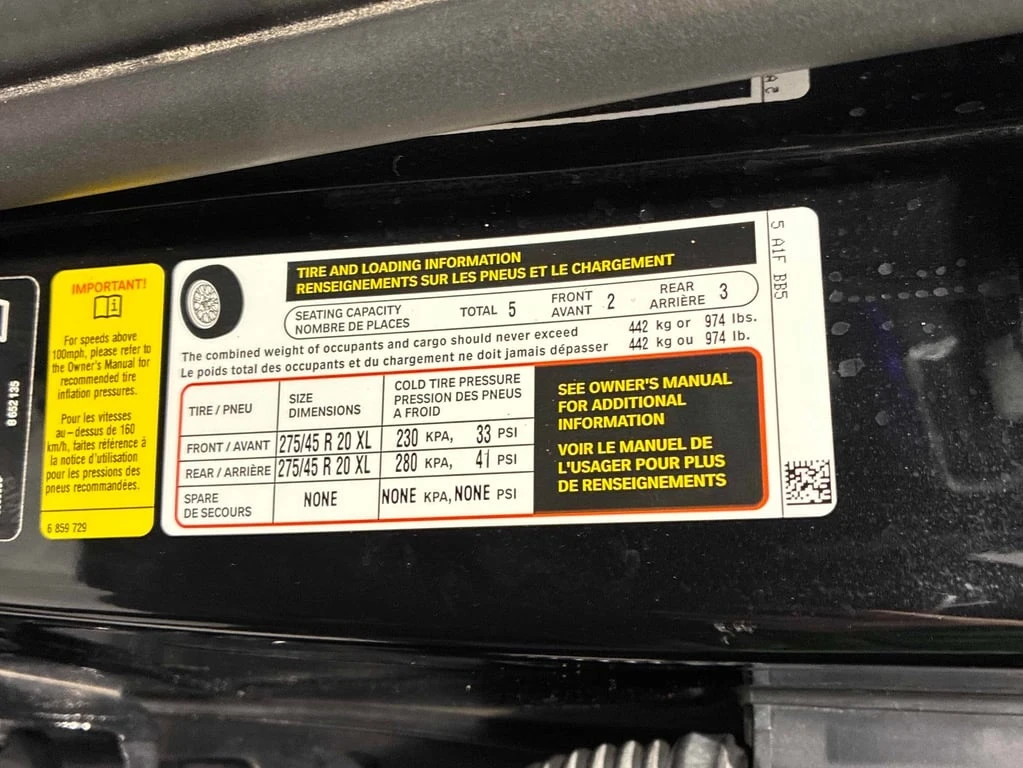 8 652 135
IMPORTANT!
For speeds above
100mph, please refer to
the Owner's Manual for
recommended tire
inflation pressures.
Pour les vitesses
au – dessus de 160
km/h, faites référence à
la notice d'utilisation
pour les pressions des
pneus recommandées.
6 859 729
TIRE AND LOADING INFORMATION
RENSEIGNEMENTS SUR LES PNEUS ET LE CHARGEMENT
SEATING CAPACITY
NOMBRE DE PLACES
TOTAL 5
FRONT
AVANT 2
REAR
ARRIÈRE 3
The combined weight of occupants and cargo should never exceed 442 kg or 974 lbs.
Le poids total des occupants et du chargement ne doit jamais dépasser 442 kg ou 974 lb.
TIRE / PNEU
SIZE
DIMENSIONS
COLD TIRE PRESSURE
PRESSION DES PNEUS
A FROID
FRONT / AVANT 275/45 R 20 XL 230 KPA, 33 PSI
REAR / ARRIÈRE 275/45 R 20 XL 280 KPA, 41 PSI
SPARE
DE SECOURS
NONE NONE KPA, NONE PSI
SEE OWNER'S MANUAL
FOR ADDITIONAL
INFORMATION
VOIR LE MANUEL DE
L'USAGER POUR PLUS
DE RENSEIGNEMENTS
5 A1F BB5